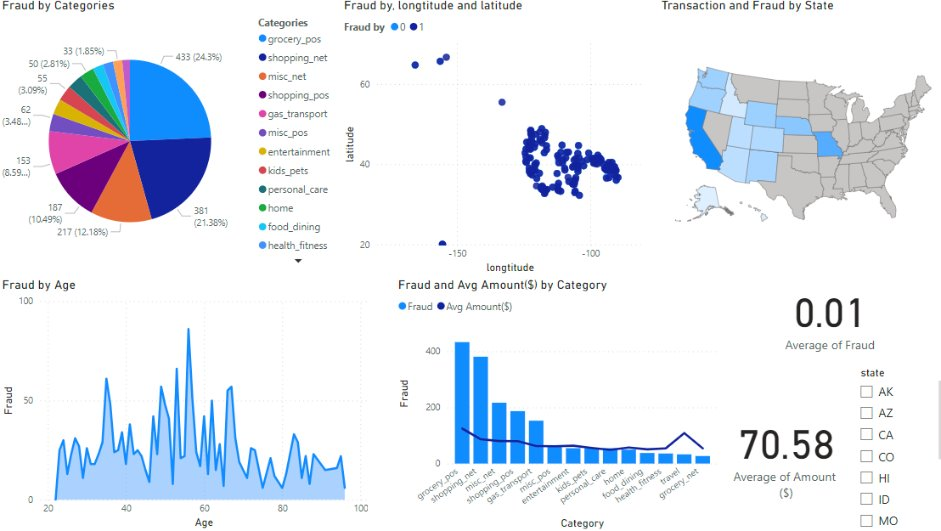 Fraud by Categories
33 (1.85%)
50 (2.81%)
55
(3.09%)
62
(3.48...)
153
(8.59...)
187
(10.49%)
217 (12.18%)
381
(21.38%)
433 (24.3%)
Categories
grocery_pos
shopping_net
misc_net
shopping_pos
gas_transport
misc_pos
entertainment
kids_pets
personal_care
home
food_dining
health_fitness
Fraud by, longtitude and latitude
Fraud by 0 1
latitude
60
40
20
-150
-100
longtitude
Transaction and Fraud by State
Fraud by Age
Fraud
100
50
0
20
40
60
80
100
Age
Fraud and Avg Amount($) by Category
Fraud Avg Amount($)
Fraud
400
200
0
grocery_pos
shopping_net
misc_net
shopping_pos
gas_transport
misc_pos
entertainment
kids_pets
personal_care
home
food_dining
health_fitness
travel
grocery_net
Category
0.01
Average of Fraud
70.58
Average of Amount
($)
state
AK
AZ
CA
CO
HI
ID
MO